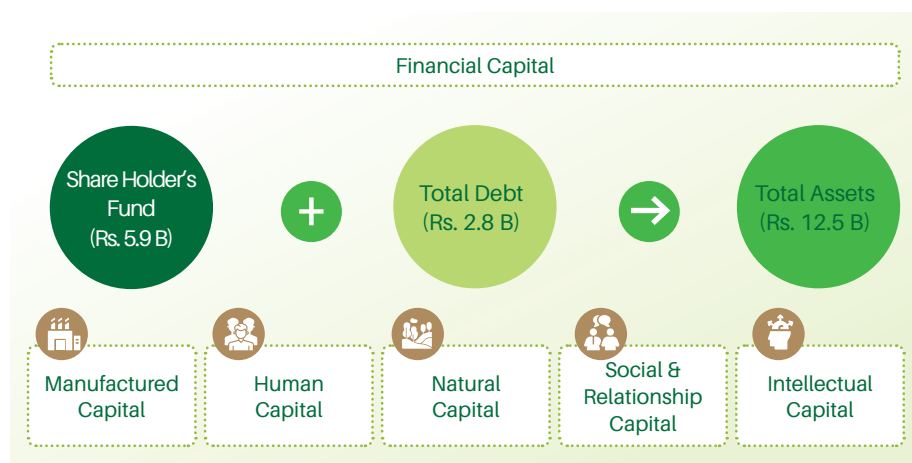 Financial Capital
Share Holder's
Fund
(Rs. 5.9 B)
+
Total Debt
(Rs. 2.8 B)
Total Assets
(Rs. 12.5 B)
Manufactured
Capital
Human
Capital
Natural
Capital
Social &
Relationship
Capital
Intellectual
Capital